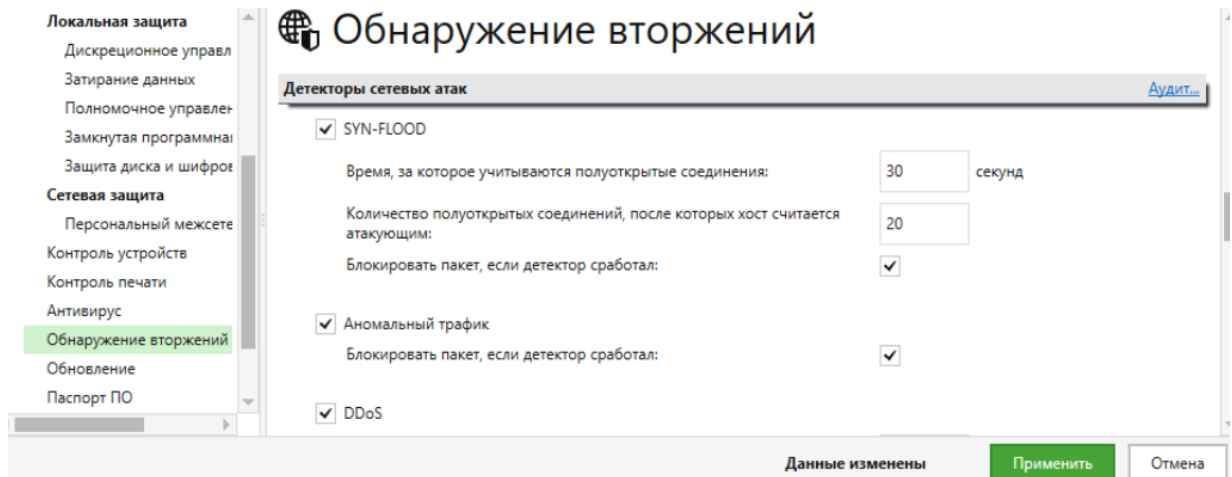 Локальная защита
Дискреционное управл
Затирание данных
Полномочное управлен
Замкнутая программна
Защита диска и шифров
Сетевая защита
Персональный межсете
Контроль устройств
Контроль печати
Антивирус
Обнаружение вторжений
Обновление
Паспорт ПО
Обнаружение вторжений
Детекторы сетевых атак
Аудит...
SYN-FLOOD
Время, за которое учитываются полуоткрытые соединения:
30
секунд
Количество полуоткрытых соединений, после которых хост считается
атакующим:
20
Блокировать пакет, если детектор сработал:
Аномальный трафик
Блокировать пакет, если детектор сработал:
DDoS
Данные изменены
Применить
Отмена